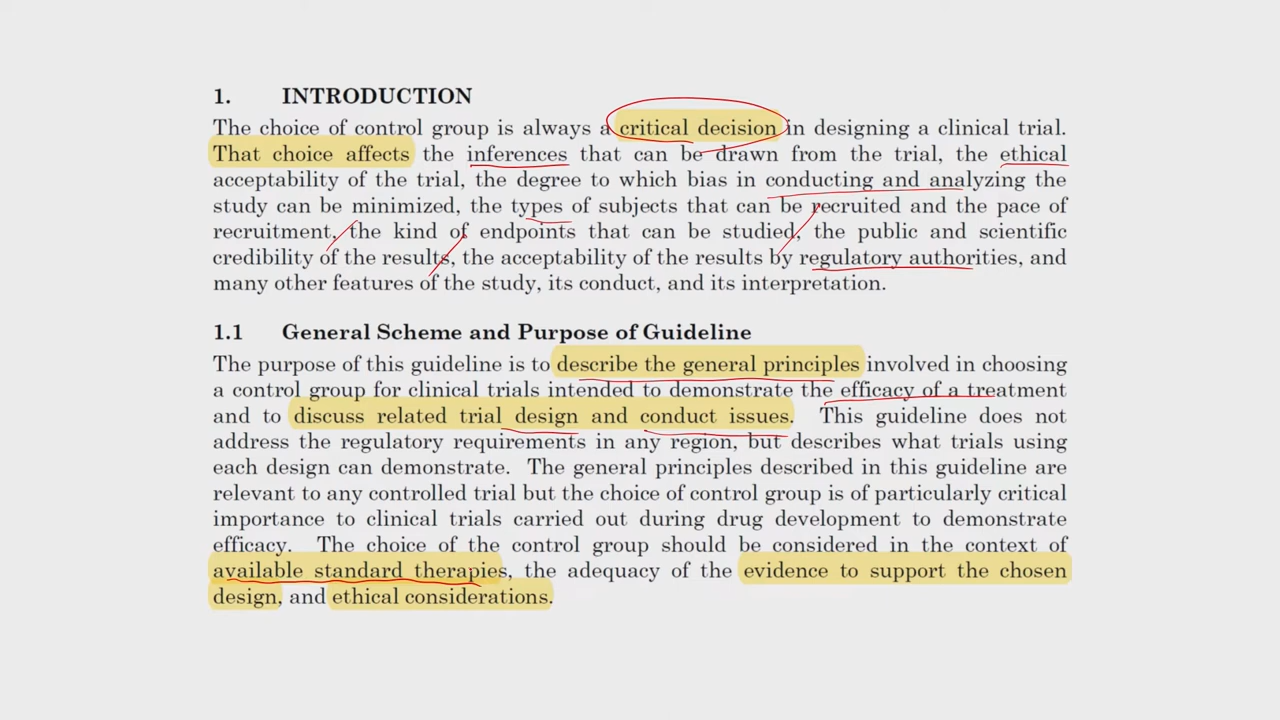 1. INTRODUCTION
The choice of control group is always a critical decision in designing a clinical trial.
That choice affects the inferences that can be drawn from the trial, the ethical
acceptability of the trial, the degree to which bias in conducting and analyzing the
study can be minimized, the types of subjects that can be recruited and the pace of
recruitment, the kind of endpoints that can be studied, the public and scientific
credibility of the results, the acceptability of the results by regulatory authorities, and
many other features of the study, its conduct, and its interpretation.
1.1 General Scheme and Purpose of Guideline
The purpose of this guideline is to describe the general principles involved in choosing
a control group for clinical trials intended to demonstrate the efficacy of a treatment
and to discuss related trial design and conduct issues. This guideline does not
address the regulatory requirements in any region, but describes what trials using
each design can demonstrate. The general principles described in this guideline are
relevant to any controlled trial but the choice of control group is of particularly critical
importance to clinical trials carried out during drug development to demonstrate
efficacy. The choice of the control group should be considered in the context of
available standard therapies, the adequacy of the evidence to support the chosen
design, and ethical considerations.